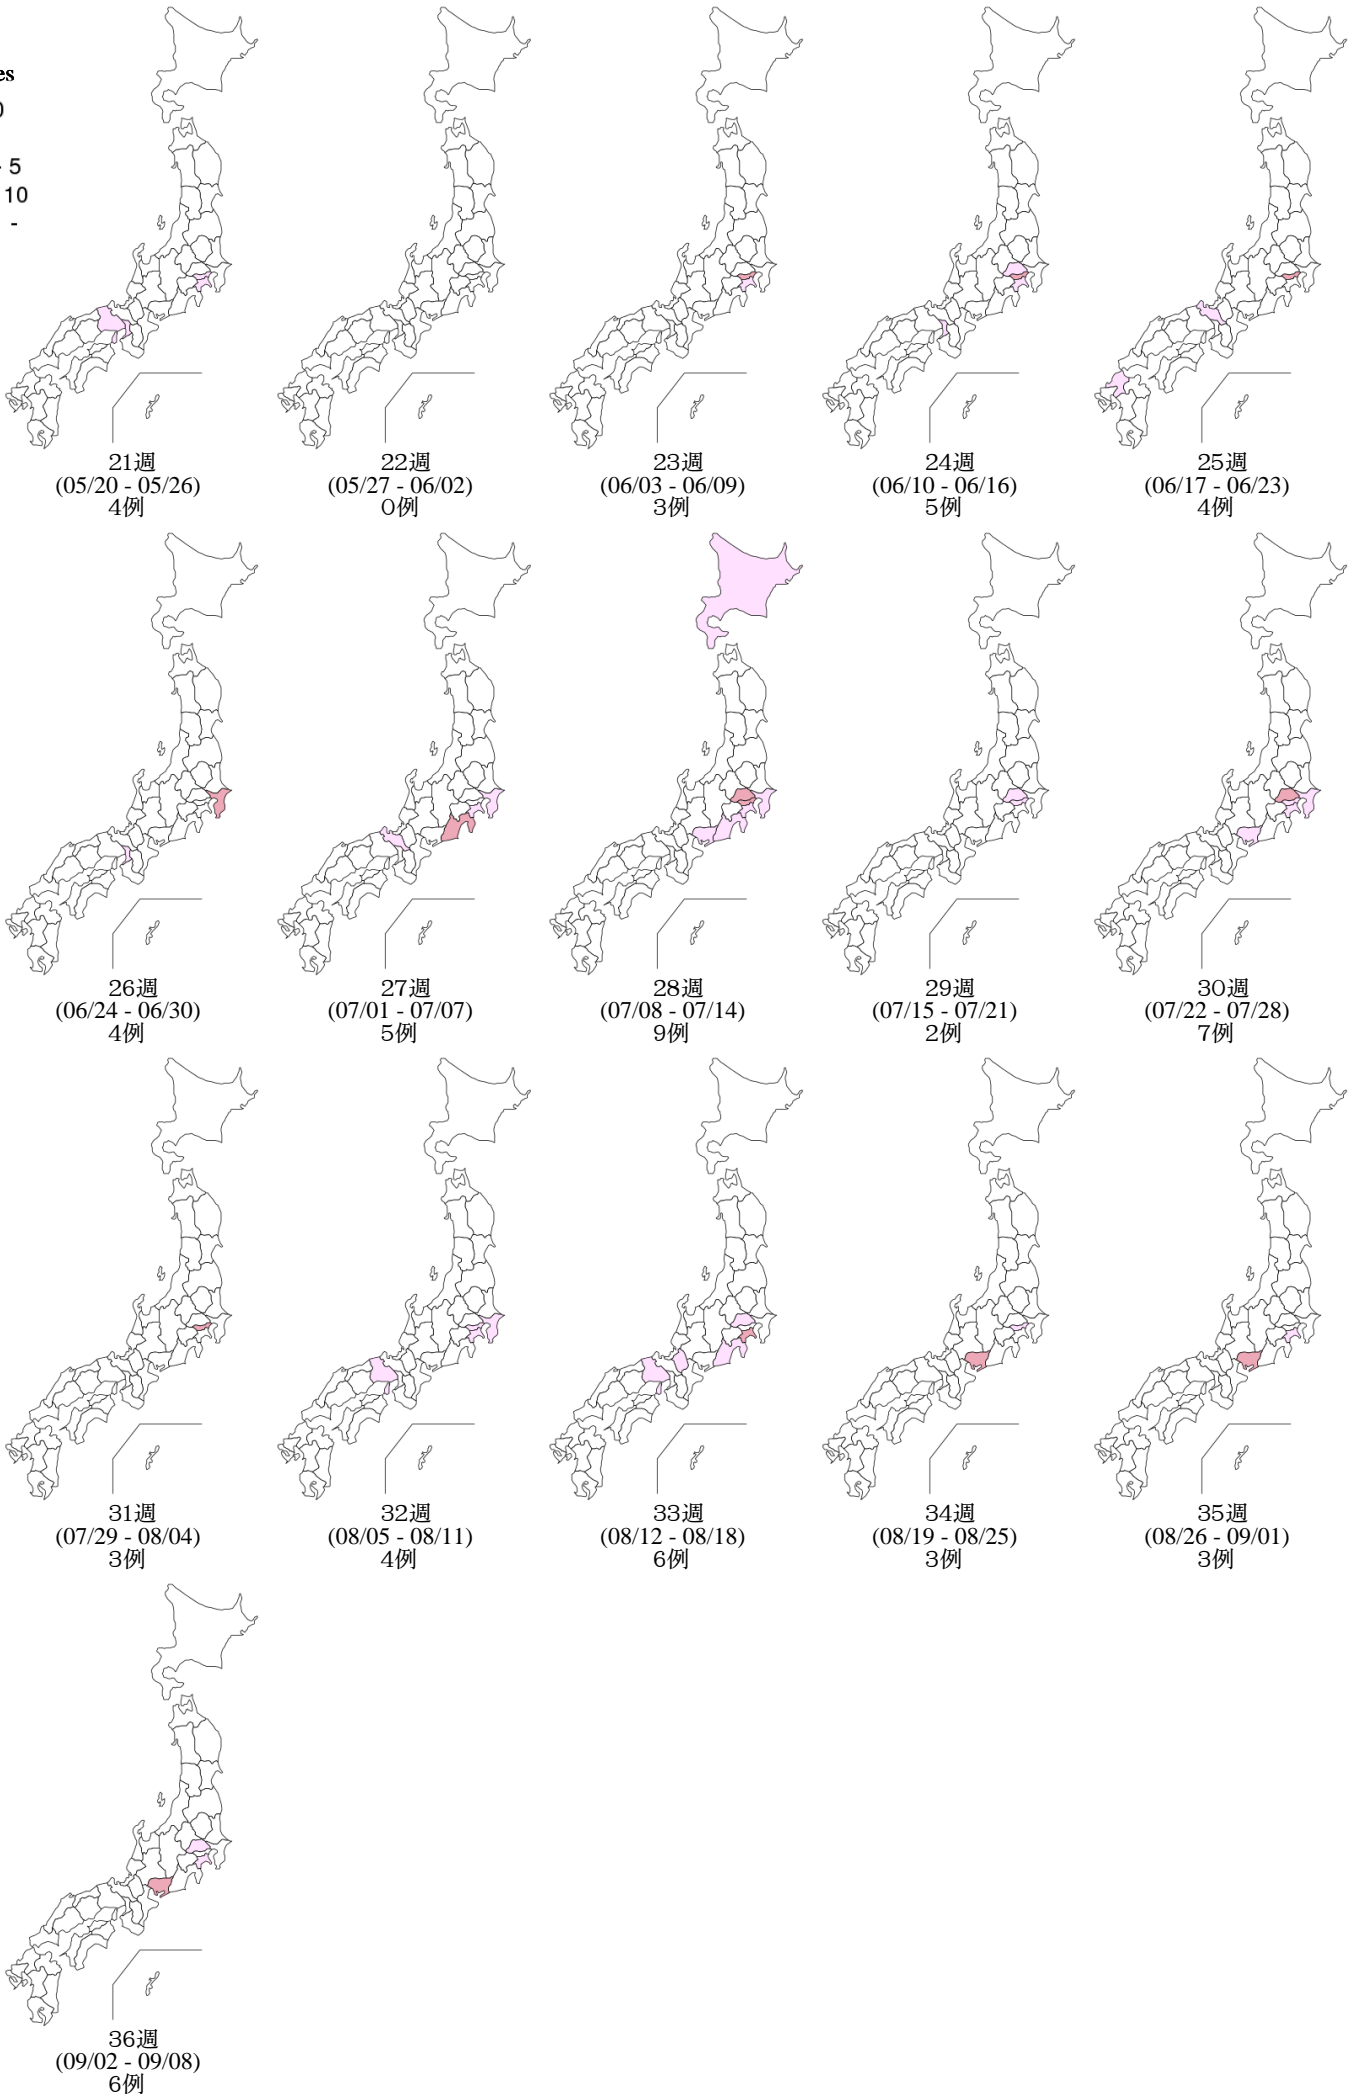 es
0
- 5
10
-
21週
(05/20 - 05/26)
4例
22週
(05/27 - 06/02)
0例
23週
(06/03 - 06/09)
3例
24週
(06/10 - 06/16)
5例
25週
(06/17 - 06/23)
4例
26週
(06/24 - 06/30)
4例
27週
(07/01 - 07/07)
5例
28週
(07/08 - 07/14)
9例
29週
(07/15 - 07/21)
2例
30週
(07/22 - 07/28)
7例
31週
(07/29 - 08/04)
3例
32週
(08/05 - 08/11)
4例
33週
(08/12 - 08/18)
6例
34週
(08/19 - 08/25)
3例
35週
(08/26 - 09/01)
3例
36週
(09/02 - 09/08)
6例